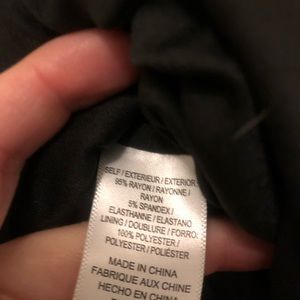 SELF / EXTERIEUR / EXTERIOR
95% RAYON / RAYONNE /
RAYON
5% SPANDEX /
ELASTHANNE / ELASTANO
LINING / DOUBLURE / FORRO:
100% POLYESTER /
POLYESTER / POLIÉSTER
MADE IN CHINA
FABRIQUE AUX CHINE
HECHO EN CHINA